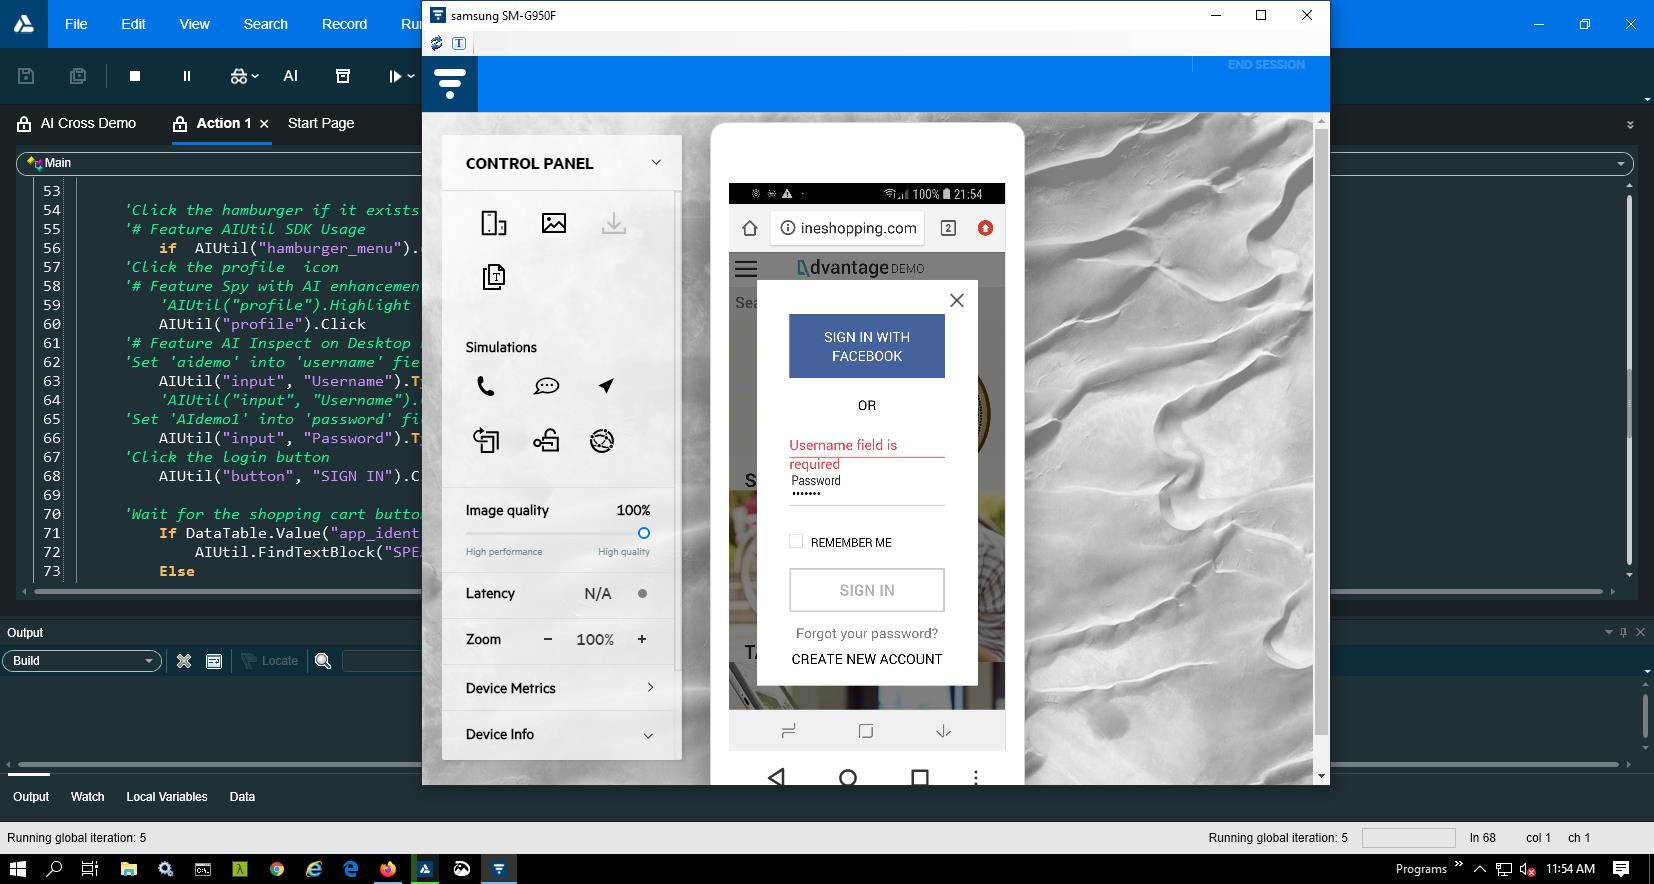 File Edit View Search Record
samsung SM-G950F
END SESSION
AI
AI Cross Demo
Action 1
Start Page
Main
53
54 'Click the hamburger if it exists
55 '# Feature AIUtil SDK Usage
56 if AIUtil("hamburger_menu").
57 'Click the profile icon
58 '# Feature Spy with AI enhancement
59 'AIUtil("profile").Highlight
60 AIUtil("profile").Click
61 '# Feature AI Inspect on Desktop
62 'Set 'aidemo' into 'username' fie
63 AIUtil("input", "Username").Ty
64 'AIUtil("input", "Username").
65 'Set 'AIdemo1' into 'password' fie
66 AIUtil("input", "Password").Ty
67 'Click the login button
68 AIUtil("button", "SIGN IN").C
69
70 'Wait for the shopping cart button
71 If DataTable.Value("app_ident
72 AIUtil.FindTextBlock("SPEA
73 Else
CONTROL PANEL
Simulations
Image quality 100%
High performance High quality
Latency N/A
Zoom - 100% +
Device Metrics
Device Info
100% 21:54
ineshopping.com 2
dvantage DEMO
Sea
SIGN IN WITH
FACEBOOK
OR
Username field is
required
Password
•••••••
REMEMBER ME
SIGN IN
Forgot your password?
CREATE NEW ACCOUNT
Output
Build
Locate
Output Watch Local Variables Data
Running global iteration: 5
Running global iteration: 5
ln 68 col 1 ch 1
Programs
11:54 AM